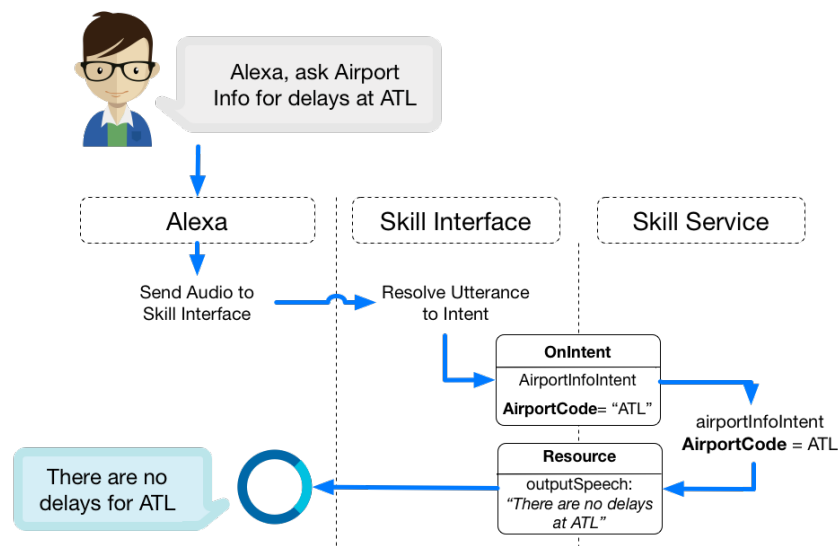 Alexa, ask Airport
Info for delays at ATL
Alexa
Skill Interface
Skill Service
Send Audio to
Skill Interface
Resolve Utterance
to Intent
OnIntent
AirportInfoIntent
AirportCode= “ATL”
airportInfoIntent
AirportCode = ATL
Resource
outputSpeech:
“There are no delays
at ATL”
There are no
delays for ATL